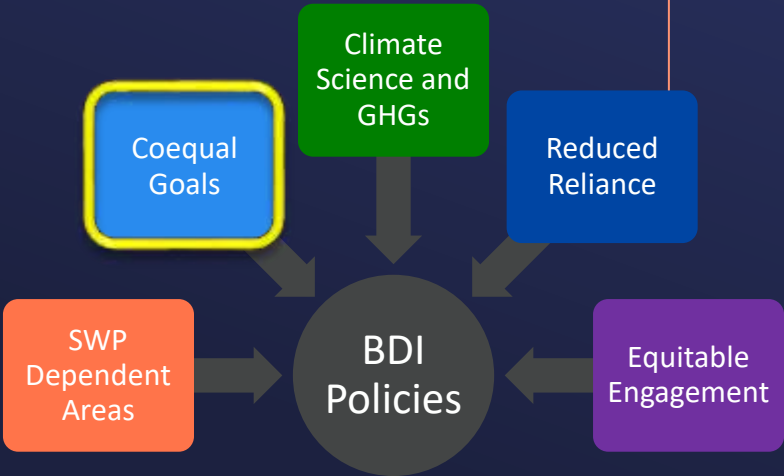 Climate
Science and
GHGs
Coequal
Goals
Reduced
Reliance
SWP
Dependent
Areas
BDI
Policies
Equitable
Engagement